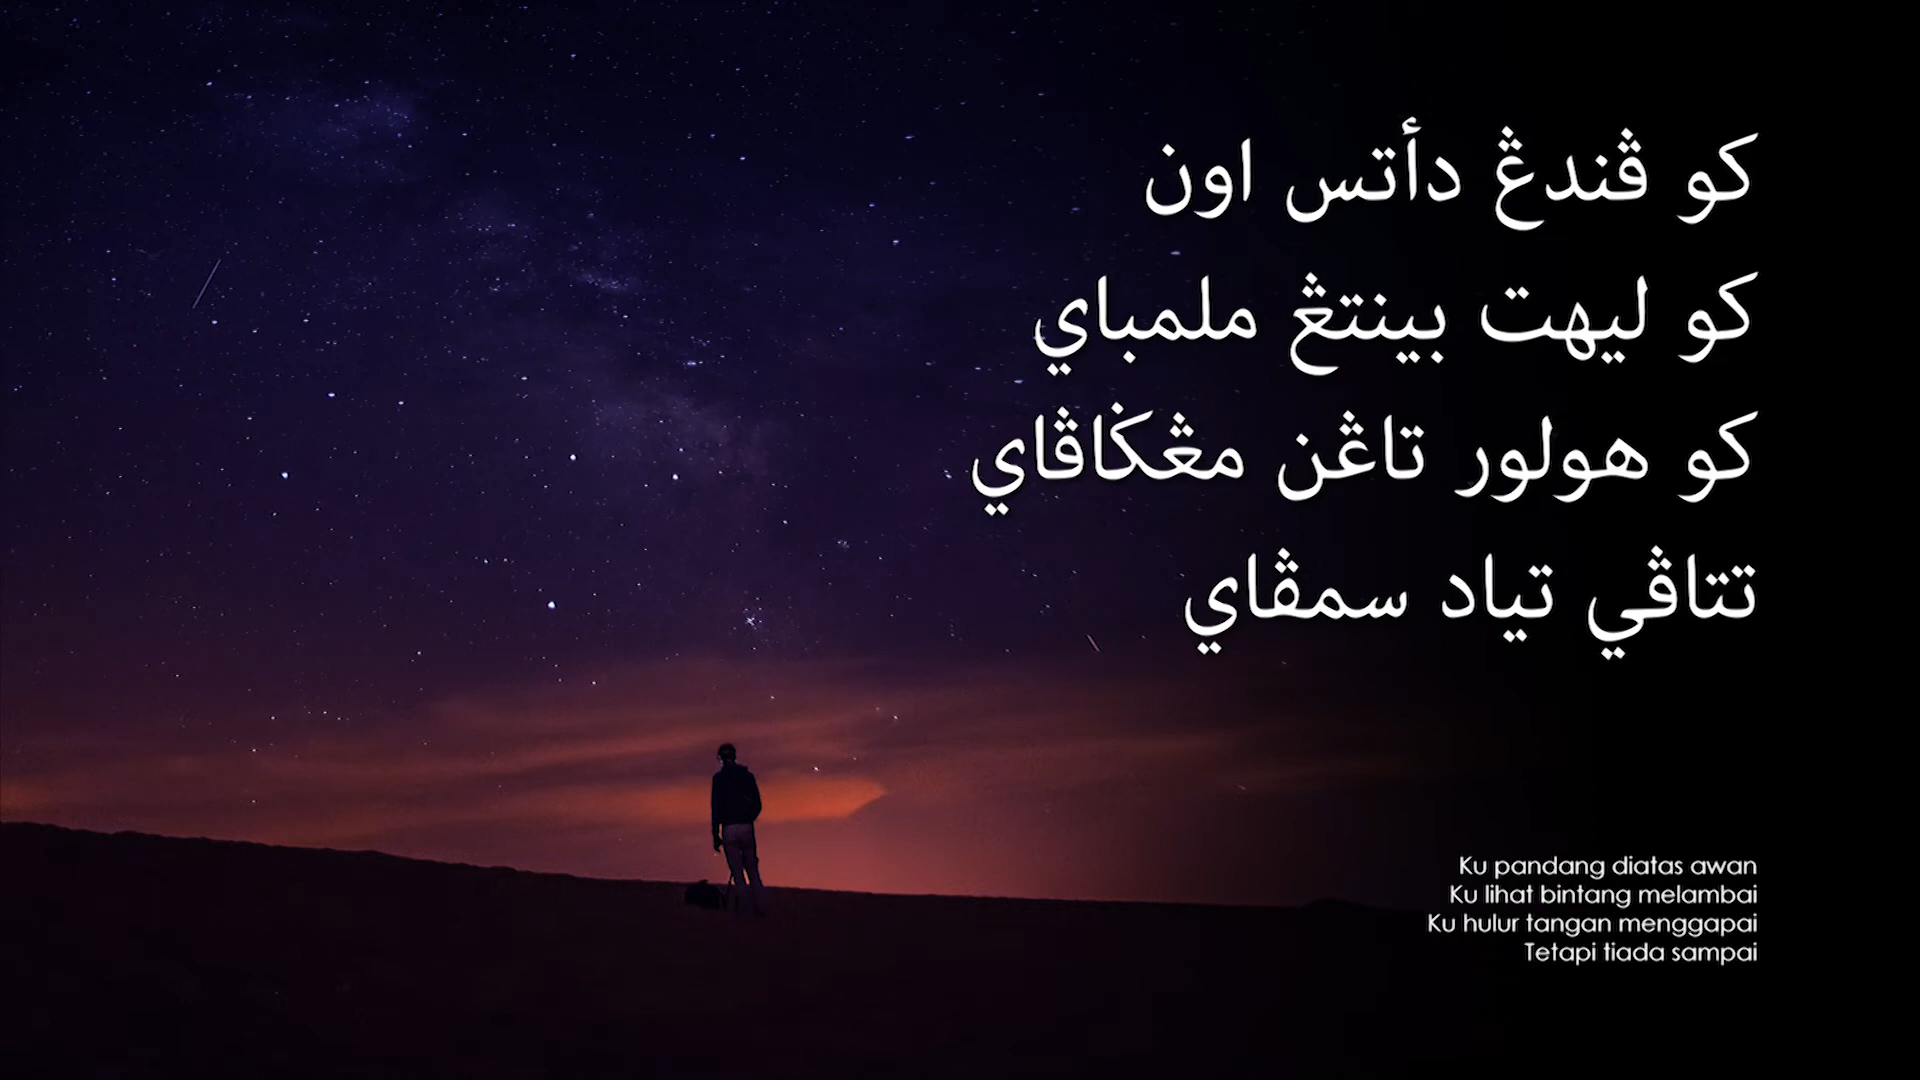 كو ڤندڠ دأتس اون
كو ليهت بينتڠ ملمباي
كو هولور تاڠن مڠݢاڤاي
تتاڤي تياد سمڤاي
Ku pandang diatas awan
Ku lihat bintang melambai
Ku hulur tangan menggapai
Tetapi tiada sampai